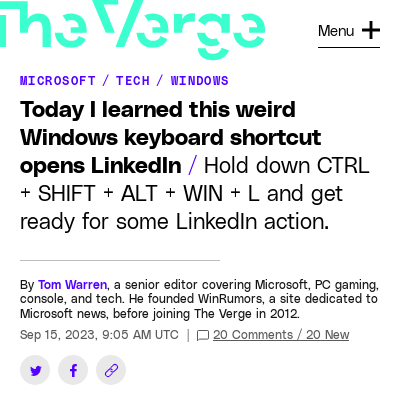 The Verge
Menu
MICROSOFT / TECH / WINDOWS
Today I learned this weird
Windows keyboard shortcut
opens LinkedIn / Hold down CTRL
+ SHIFT + ALT + WIN + L and get
ready for some LinkedIn action.
By Tom Warren, a senior editor covering Microsoft, PC gaming,
console, and tech. He founded WinRumors, a site dedicated to
Microsoft news, before joining The Verge in 2012.
Sep 15, 2023, 9:05 AM UTC | 20 Comments / 20 New